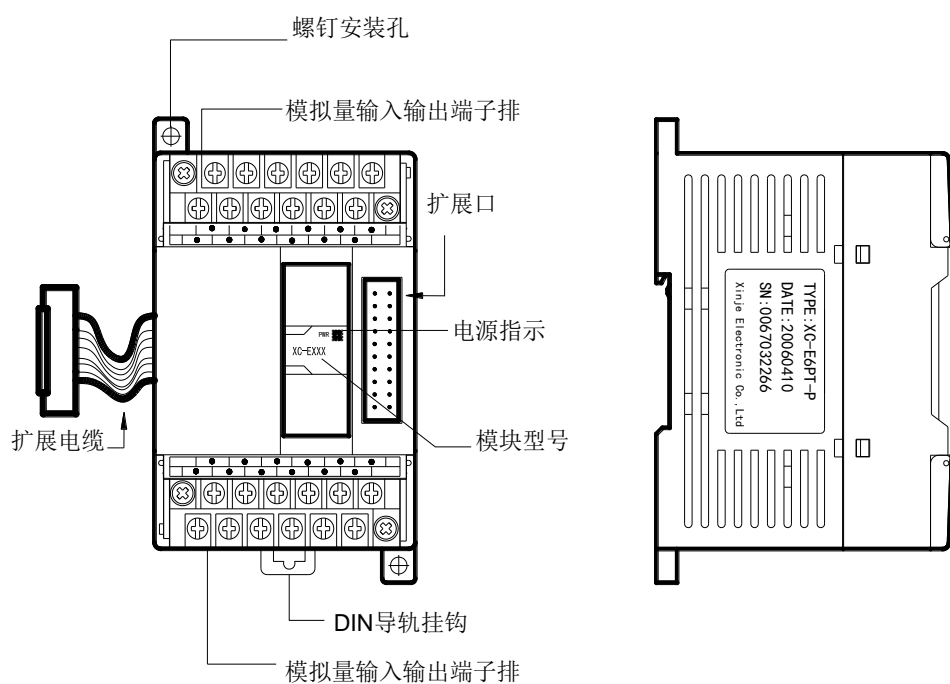 螺钉安装孔
模拟量输入输出端子排
扩展口
PWR
电源指示
XC-EXXX
扩展电缆
模块型号
DIN导轨挂钩
模拟量输入输出端子排
TYPE:XC-E6PT-P
DATE:20060410
SN:0067032266
Xinje Electronic Co.,Ltd